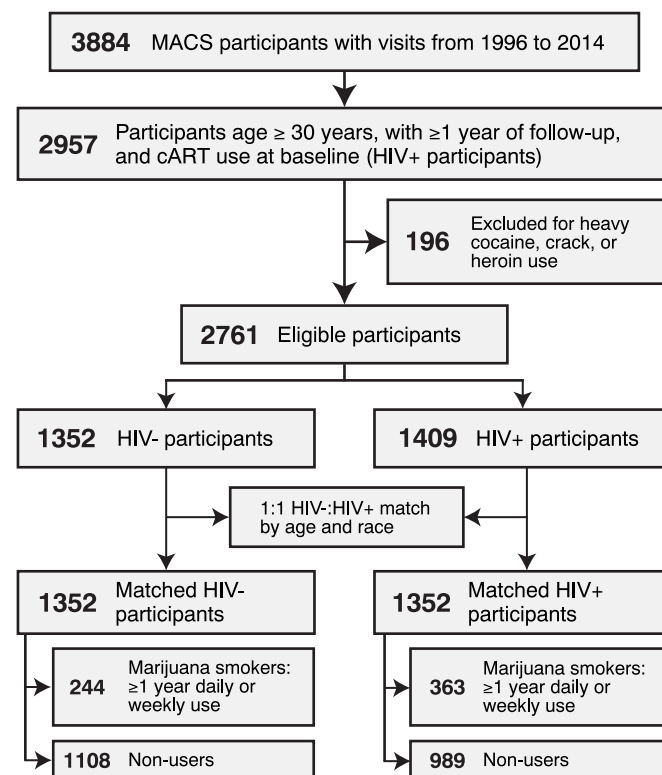 3884 MACS participants with visits from 1996 to 2014
2957 Participants age ≥ 30 years, with ≥1 year of follow-up,
and cART use at baseline (HIV+ participants)
196 Excluded for heavy
cocaine, crack, or
heroin use
2761 Eligible participants
1352 HIV- participants
1409 HIV+ participants
1:1 HIV-:HIV+ match
by age and race
1352 Matched HIV-
participants
1352 Matched HIV+
participants
244 Marijuana smokers:
≥1 year daily or
weekly use
363 Marijuana smokers:
≥1 year daily or
weekly use
1108 Non-users
989 Non-users